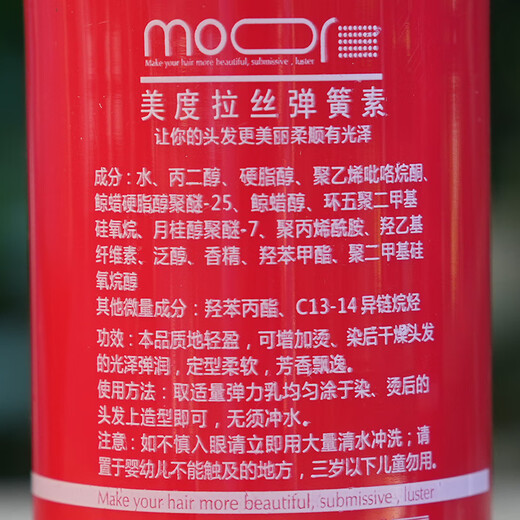 moor
Make your hair more beautiful, submissive , luster
美度拉丝弹簧素
让你的头发更美丽柔顺有光泽
成分：水、丙二醇、硬脂醇、聚乙烯吡咯烷酮、
鲸蜡硬脂醇聚醚-25、鲸蜡醇、环五聚二甲基
硅氧烷、月桂醇聚醚-7、聚丙烯酰胺、羟乙基
纤维素、泛醇、香精、羟苯甲酯、聚二甲基硅
氧烷醇
其他微量成分：羟苯丙酯、C13-14 异链烷烃
功效：本品质地轻盈，可增加烫、染后干燥头发
的光泽弹润，定型柔软，芳香飘逸。
使用方法：取适量弹力乳均匀涂于染、烫后的
头发上造型即可，无须冲水。
注意：如不慎入眼请立即用大量清水冲洗；请
置于婴幼儿不能触及的地方，三岁以下儿童勿用。
Make your hair more beautiful, submissive , luster